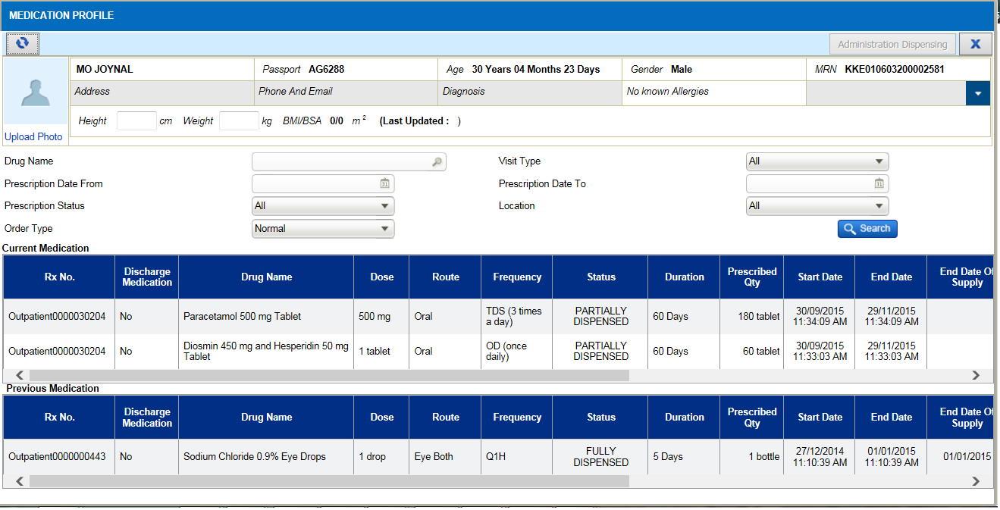 MEDICATION PROFILE
Administration Dispensing X
MO JOYNAL Passport AG6288 Age 30 Years 04 Months 23 Days Gender Male MRN KKE010603200002581
Address Phone And Email Diagnosis No known Allergies
Height cm Weight kg BMI/BSA 0/0 m 2 (Last Updated : )
Upload Photo
Drug Name Visit Type All
Prescription Date From 31 Prescription Date To 31
Prescription Status All Location All
Order Type Normal Search
Current Medication
Rx No. Discharge Medication Drug Name Dose Route Frequency Status Duration Prescribed Qty Start Date End Date End Date Of Supply
Outpatient0000030204 No Paracetamol 500 mg Tablet 500 mg Oral TDS (3 times a day) PARTIALLY DISPENSED 60 Days 180 tablet 30/09/2015 11:34:09 AM 29/11/2015 11:34:09 AM
Outpatient0000030204 No Diosmin 450 mg and Hesperidin 50 mg Tablet 1 tablet Oral OD (once daily) PARTIALLY DISPENSED 60 Days 60 tablet 30/09/2015 11:33:03 AM 29/11/2015 11:33:03 AM
Previous Medication
Rx No. Discharge Medication Drug Name Dose Route Frequency Status Duration Prescribed Qty Start Date End Date End Date Of Supply
Outpatient0000000443 No Sodium Chloride 0.9% Eye Drops 1 drop Eye Both Q1H FULLY DISPENSED 5 Days 1 bottle 27/12/2014 11:10:39 AM 01/01/2015 11:10:39 AM 01/01/2015